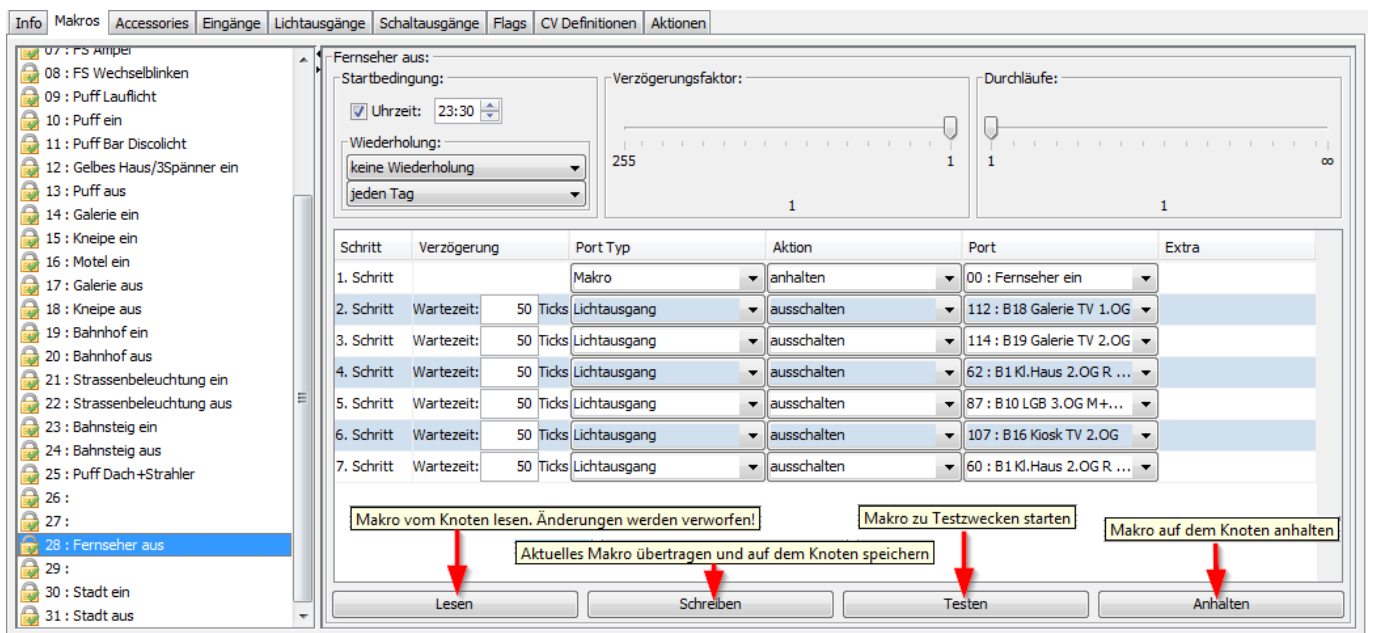 Info Makros Accessories Eingänge Lichtausgänge Schaltausgänge Flags CV Definitionen Aktionen
07 : FS Ampel
08 : FS Wechselblinken
09 : Puff Lauflicht
10 : Puff ein
11 : Puff Bar Discolicht
12 : Gelbes Haus/3Spänner ein
13 : Puff aus
14 : Galerie ein
15 : Kneipe ein
16 : Motel ein
17 : Galerie aus
18 : Kneipe aus
19 : Bahnhof ein
20 : Bahnhof aus
21 : Strassenbeleuchtung ein
22 : Strassenbeleuchtung aus
23 : Bahnsteig ein
24 : Bahnsteig aus
25 : Puff Dach+Strahler
26 :
27 :
28 : Fernseher aus
29 :
30 : Stadt ein
31 : Stadt aus
Fernseher aus:
Startbedingung:
Uhrzeit: 23:30
Wiederholung:
keine Wiederholung
jeden Tag
Verzögerungsfaktor:
255 1
1
Durchläufe:
1 ∞
1
Schritt Verzögerung Port Typ Aktion Port Extra
1. Schritt Makro anhalten 00 : Fernseher ein
2. Schritt Wartezeit: 50 Ticks Lichtausgang ausschalten 112 : B18 Galerie TV 1.OG
3. Schritt Wartezeit: 50 Ticks Lichtausgang ausschalten 114 : B19 Galerie TV 2.OG
4. Schritt Wartezeit: 50 Ticks Lichtausgang ausschalten 62 : B1 Kl.Haus 2.OG R ...
5. Schritt Wartezeit: 50 Ticks Lichtausgang ausschalten 87 : B10 LGB 3.OG M+...
6. Schritt Wartezeit: 50 Ticks Lichtausgang ausschalten 107 : B16 Kiosk TV 2.OG
7. Schritt Wartezeit: 50 Ticks Lichtausgang ausschalten 60 : B1 Kl.Haus 2.OG R ...
Makro vom Knoten lesen. Änderungen werden verworfen!
Makro zu Testzwecken starten
Makro auf dem Knoten anhalten
Aktuelles Makro übertragen und auf dem Knoten speichern
Lesen Schreiben Testen Anhalten